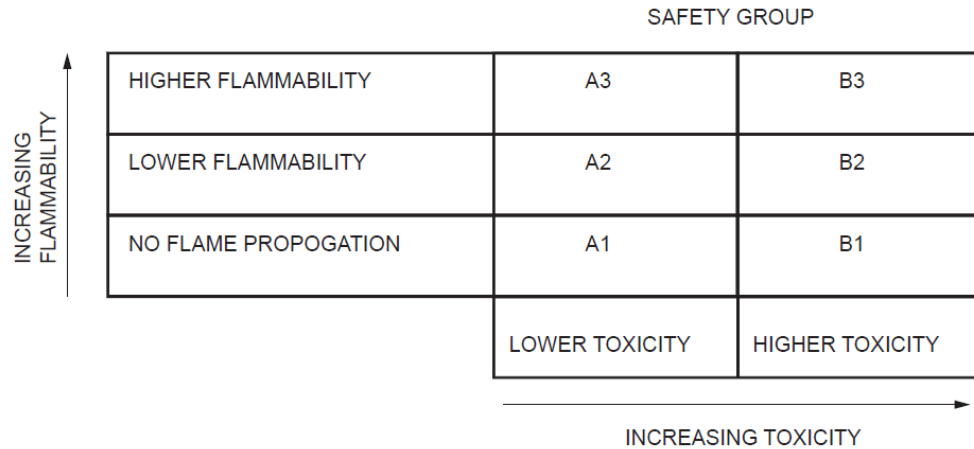 SAFETY GROUP
HIGHER FLAMMABILITY A3 B3
LOWER FLAMMABILITY A2 B2
NO FLAME PROPOGATION A1 B1
LOWER TOXICITY HIGHER TOXICITY
INCREASING TOXICITY
INCREASING
FLAMMABILITY